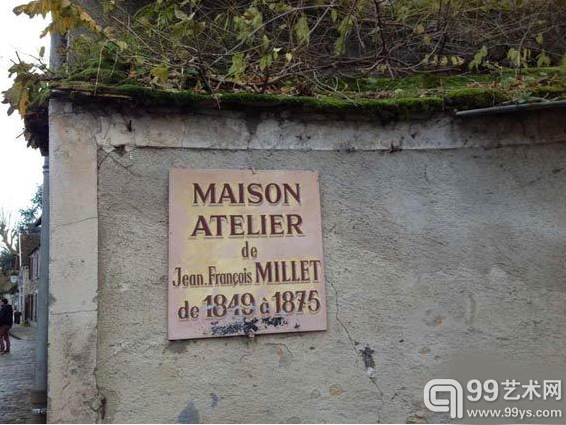 MAISON
ATELIER
de
Jean.François MILLET
de 1849 à 1875
99艺术网
www.99ys.com